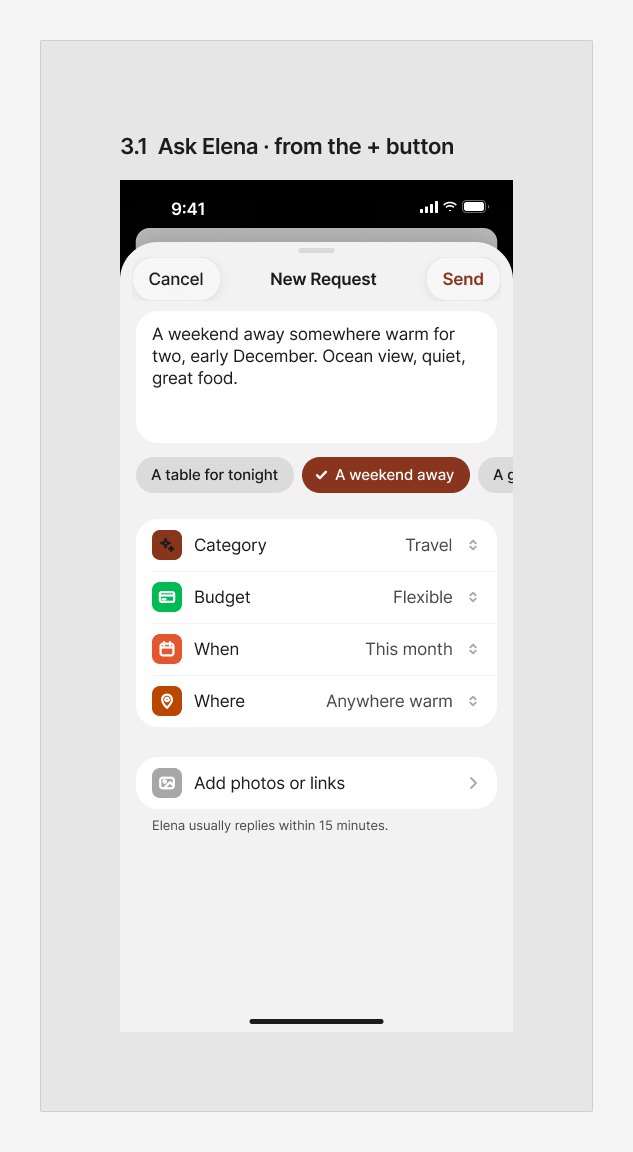 3.1 Ask Elena · from the + button
9:41
Cancel
New Request
Send
A weekend away somewhere warm for
two, early December. Ocean view, quiet,
great food.
A table for tonight
A weekend away
A g
Category
Travel
Budget
Flexible
When
This month
Where
Anywhere warm
Add photos or links
Elena usually replies within 15 minutes.